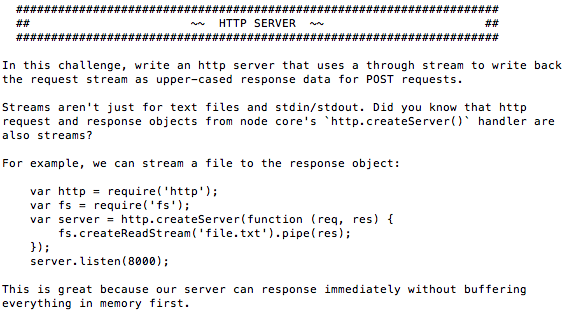 #####################################################################
##                       ~~  HTTP SERVER  ~~                       ##
#####################################################################
In this challenge, write an http server that uses a through stream to write back
the request stream as upper-cased response data for POST requests.
Streams aren't just for text files and stdin/stdout. Did you know that http
request and response objects from node core's `http.createServer()` handler are
also streams?
For example, we can stream a file to the response object:
    var http = require('http');
    var fs = require('fs');
    var server = http.createServer(function (req, res) {
        fs.createReadStream('file.txt').pipe(res);
    });
    server.listen(8000);
This is great because our server can response immediately without buffering
everything in memory first.